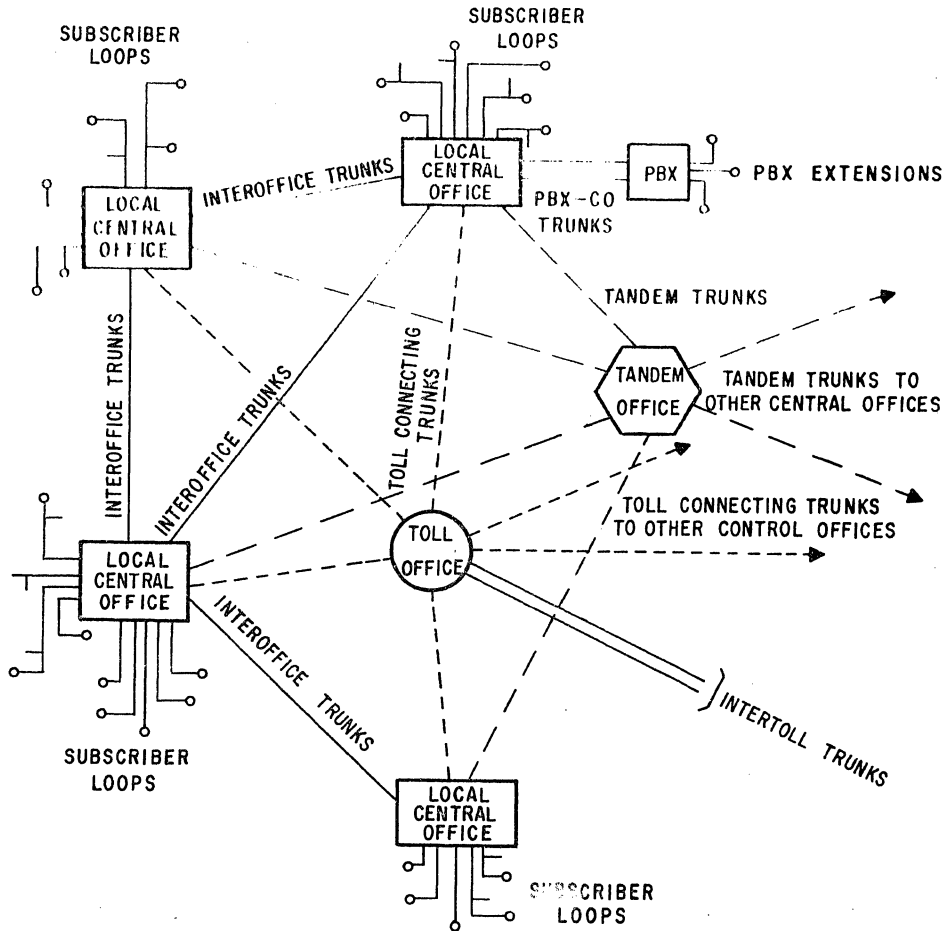 SUBSCRIBER
LOOPS
SUBSCRIBER
LOOPS
LOCAL
CENTRAL
OFFICE
INTEROFFICE TRUNKS
LOCAL
CENTRAL
OFFICE
PBX-CO
TRUNKS
PBX
PBX EXTENSIONS
TANDEM TRUNKS
INTEROFFICE TRUNKS
INTEROFFICE TRUNKS
TOLL CONNECTING
TRUNKS
TANDEM
OFFICE
TANDEM TRUNKS TO
OTHER CENTRAL OFFICES
TOLL CONNECTING TRUNKS
TO OTHER CONTROL OFFICES
TOLL
OFFICE
LOCAL
CENTRAL
OFFICE
INTEROFFICE TRUNKS
INTERTOLL TRUNKS
SUBSCRIBER
LOOPS
LOCAL
CENTRAL
OFFICE
SUBSCRIBER
LOOPS